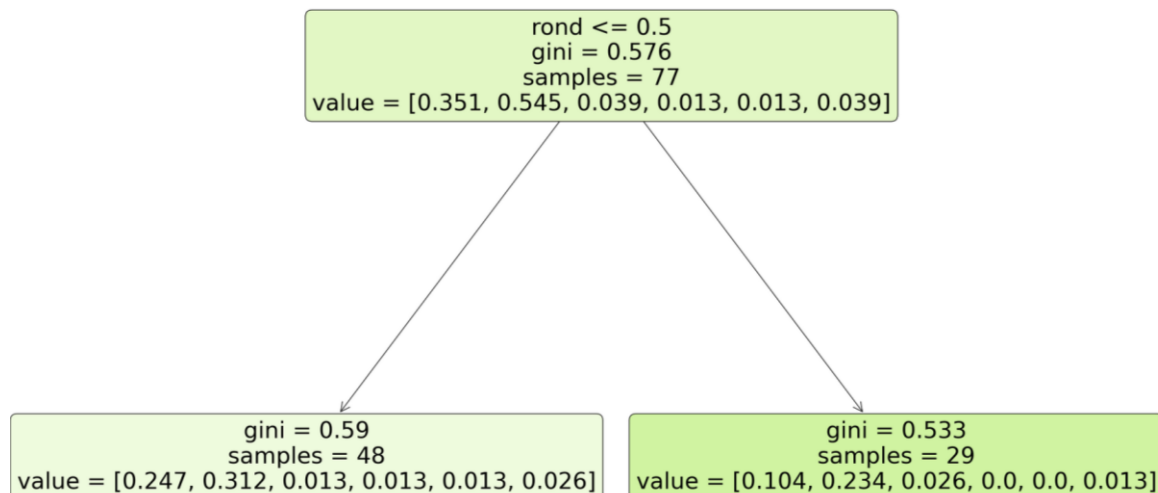 rond <= 0.5
gini = 0.576
samples = 77
value = [0.351, 0.545, 0.039, 0.013, 0.013, 0.039]
gini = 0.59
samples = 48
value = [0.247, 0.312, 0.013, 0.013, 0.013, 0.026]
gini = 0.533
samples = 29
value = [0.104, 0.234, 0.026, 0.0, 0.0, 0.013]